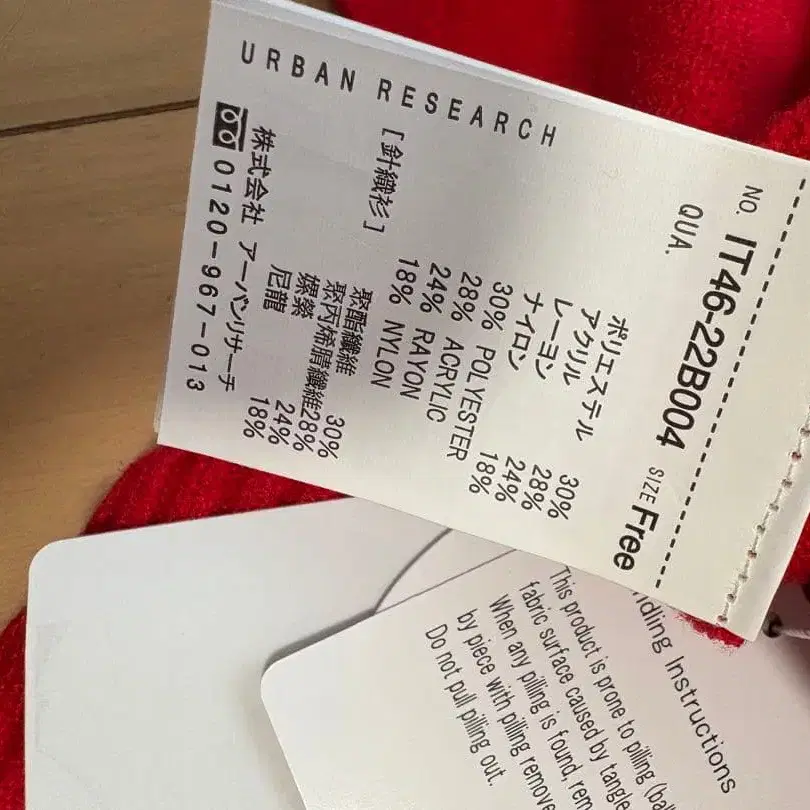 NO. IT46-22B004 SIZE Free
QUA.
ポリエステル 30%
アクリル 28%
レーヨン 24%
ナイロン 18%
30% POLYESTER
28% ACRYLIC
24% RAYON
18% NYLON
[針織衫]
聚酯纖維 30%
聚丙烯腈纖維28%
嫘縈 24%
尼龍 18%
URBAN RESEARCH
株式会社 アーバンリサーチ
0120-967-013
Instructions
This product is prone to piling
fabric surface caused by
When any pilling is found,
by piece with pilling
Do not pull pilling out.